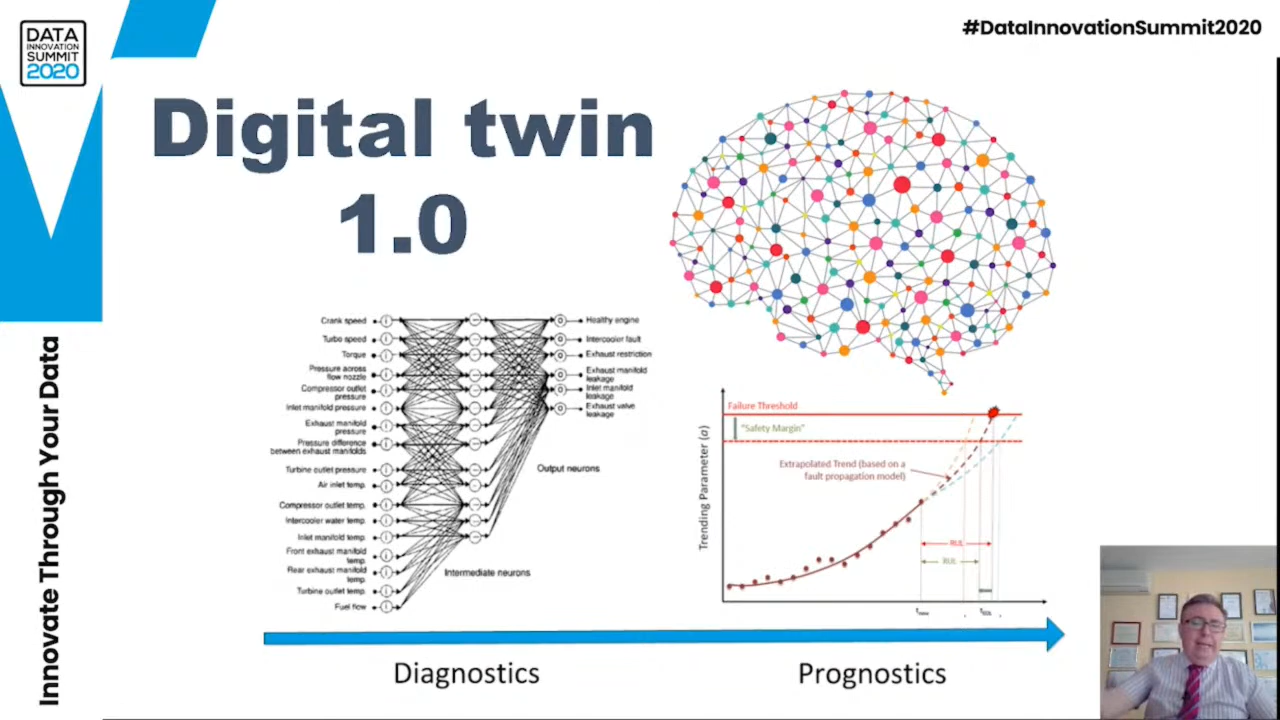 DATA
INNOVATION
SUMMIT
2020
#DataInnovationSummit2020
Innovate Through Your Data
Digital twin
1.0
Crank speed
Turbo speed
Torque
Pressure across
flow nozzle
Compressor outlet
pressure
Inlet manifold pressure
Exhaust manifold
pressure
Pressure difference
between exhaust manifolds
Turbine outlet pressure
Air inlet temp.
Compressor outlet temp.
Intercooler water temp.
Inlet manifold temp.
Front exhaust manifold
temp.
Rear exhaust manifold
temp.
Turbine outlet temp.
Fuel flow
Healthy engine
Intercooler fault
Exhaust restriction
Exhaust manifold
leakage
Inlet manifold
leakage
Exhaust valve
leakage
Output neurons
Intermediate neurons
Failure Threshold
"Safety Margin"
Extrapolated Trend (based on a
fault propagation model)
Trending Parameter (a)
RUL
RUL
Diagnostics
Prognostics